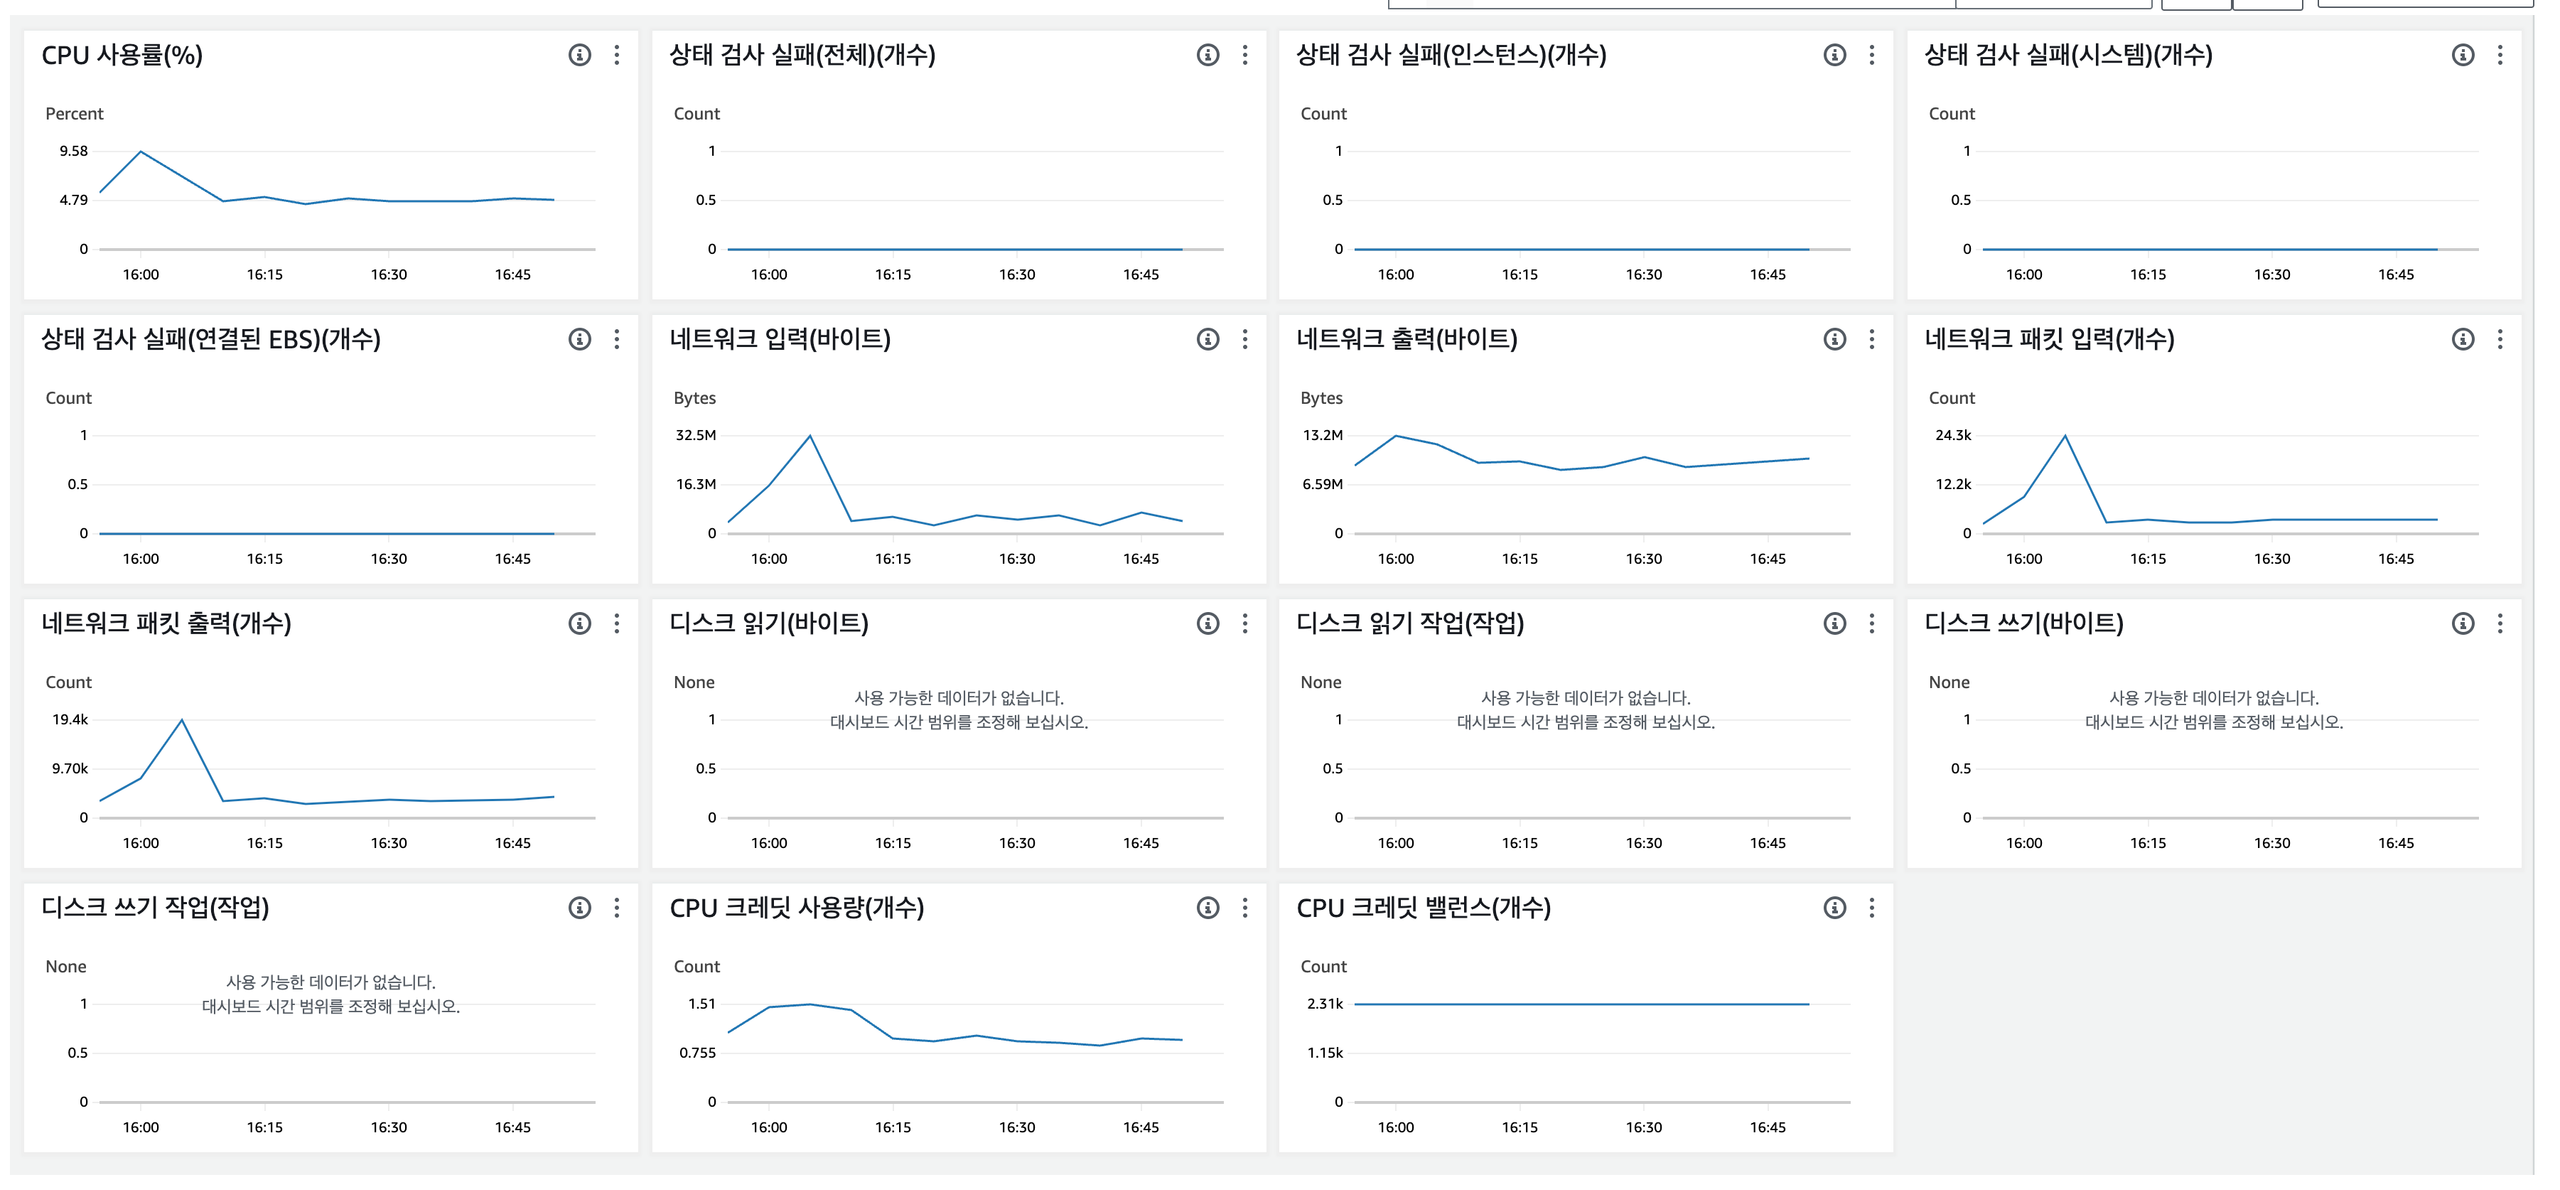 CPU 사용률(%)
Percent
9.58
4.79
0
16:00 16:15 16:30 16:45
상태 검사 실패(전체)(개수)
Count
1
0.5
0
16:00 16:15 16:30 16:45
상태 검사 실패(인스턴스)(개수)
Count
1
0.5
0
16:00 16:15 16:30 16:45
상태 검사 실패(시스템)(개수)
Count
1
0.5
0
16:00 16:15 16:30 16:45
상태 검사 실패(연결된 EBS)(개수)
Count
1
0.5
0
16:00 16:15 16:30 16:45
네트워크 입력(바이트)
Bytes
32.5M
16.3M
0
16:00 16:15 16:30 16:45
네트워크 출력(바이트)
Bytes
13.2M
6.59M
0
16:00 16:15 16:30 16:45
네트워크 패킷 입력(개수)
Count
24.3k
12.2k
0
16:00 16:15 16:30 16:45
네트워크 패킷 출력(개수)
Count
19.4k
9.70k
0
16:00 16:15 16:30 16:45
디스크 읽기(바이트)
None
사용 가능한 데이터가 없습니다.
대시보드 시간 범위를 조정해 보십시오.
1
0.5
0
16:00 16:15 16:30 16:45
디스크 읽기 작업(작업)
None
사용 가능한 데이터가 없습니다.
대시보드 시간 범위를 조정해 보십시오.
1
0.5
0
16:00 16:15 16:30 16:45
디스크 쓰기(바이트)
None
사용 가능한 데이터가 없습니다.
대시보드 시간 범위를 조정해 보십시오.
1
0.5
0
16:00 16:15 16:30 16:45
디스크 쓰기 작업(작업)
None
사용 가능한 데이터가 없습니다.
대시보드 시간 범위를 조정해 보십시오.
1
0.5
0
16:00 16:15 16:30 16:45
CPU 크레딧 사용량(개수)
Count
1.51
0.755
0
16:00 16:15 16:30 16:45
CPU 크레딧 밸런스(개수)
Count
2.31k
1.15k
0
16:00 16:15 16:30 16:45